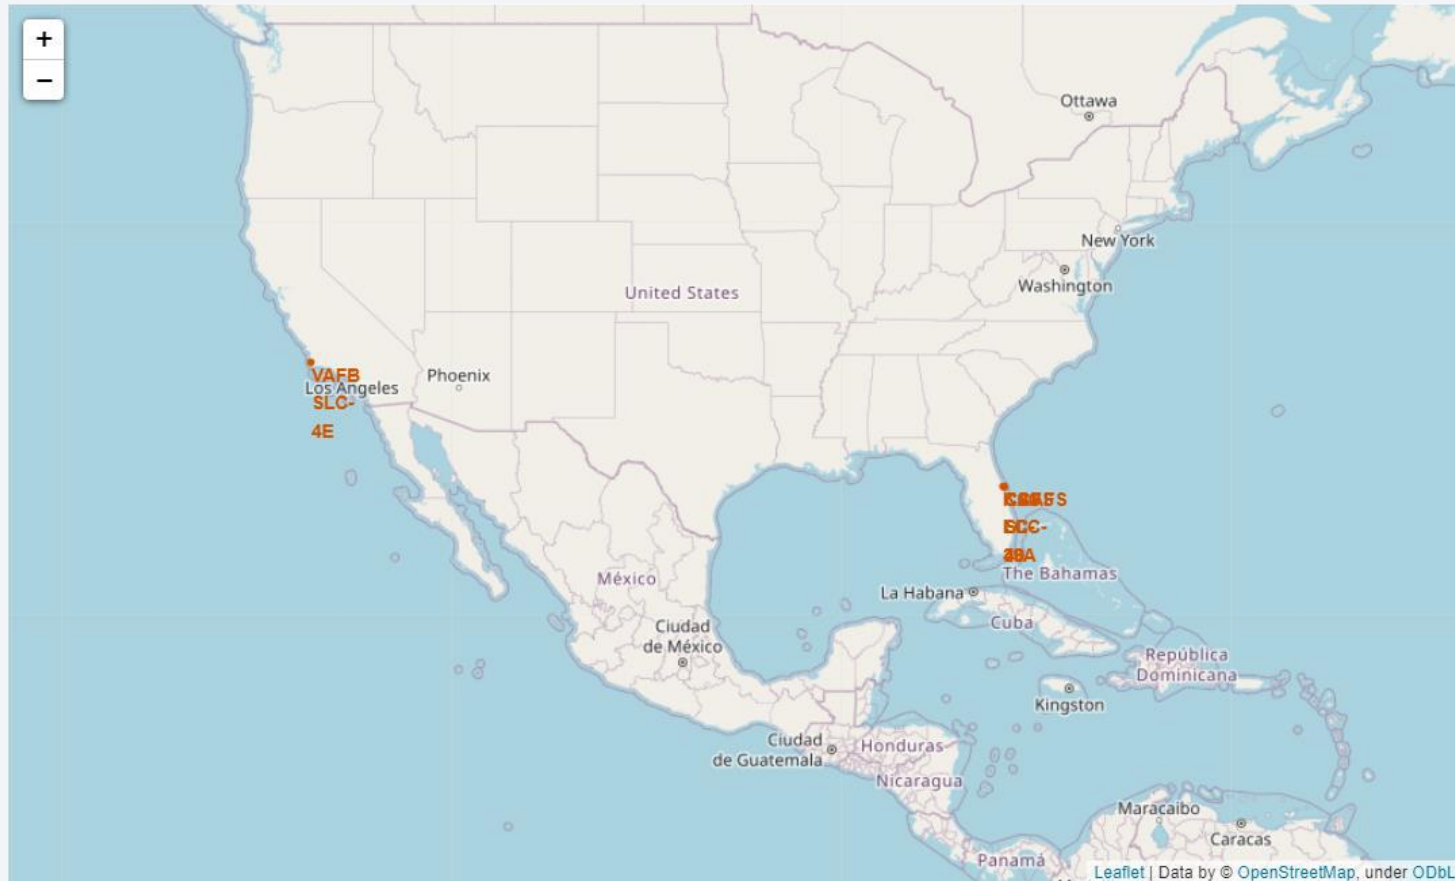 +
−
Ottawa
New York
Washington
United States
VAFB
SLC-
4E
Los Angeles
Phoenix
The Bahamas
La Habana
Cuba
México
Ciudad
de México
República
Dominicana
Kingston
Ciudad
de Guatemala
Honduras
Nicaragua
Maracaibo
Caracas
Panamá
Leaflet | Data by © OpenStreetMap, under ODbL